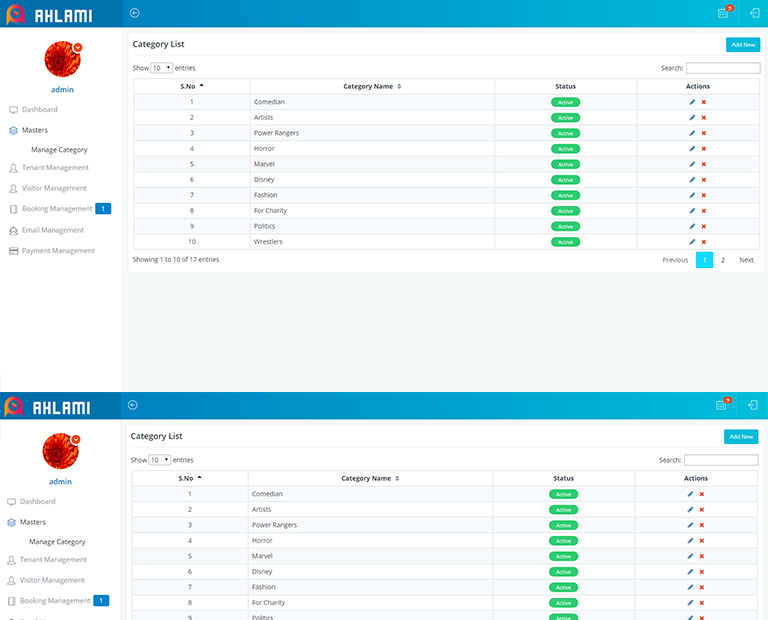 AHLAMI
5
admin
Dashboard
Masters
Manage Category
Tenant Management
Visitor Management
Booking Management 1
Email Management
Payment Management
Category List
Add New
Show 10 entries
Search:
S.No Category Name Status Actions
1 Comedian Active
2 Artists Active
3 Power Rangers Active
4 Horror Active
5 Marvel Active
6 Disney Active
7 Fashion Active
8 For Charity Active
9 Politics Active
10 Wrestlers Active
Showing 1 to 10 of 17 entries
Previous 1 2 Next
AHLAMI
5
admin
Dashboard
Masters
Manage Category
Tenant Management
Visitor Management
Booking Management 1
Category List
Add New
Show 10 entries
Search:
S.No Category Name Status Actions
1 Comedian Active
2 Artists Active
3 Power Rangers Active
4 Horror Active
5 Marvel Active
6 Disney Active
7 Fashion Active
8 For Charity Active
9 Politics Active